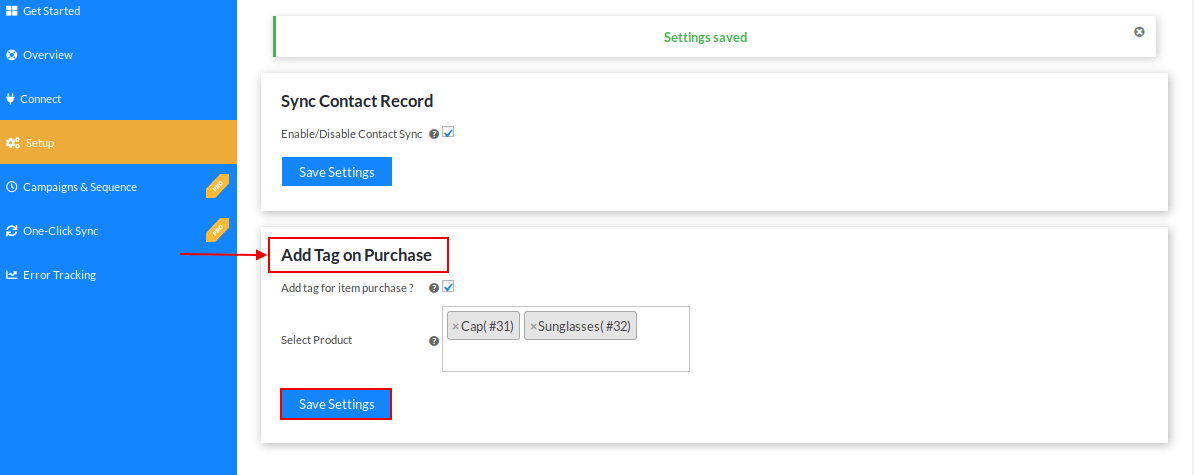 Get Started
Overview
Connect
Setup
Campaigns & Sequence PRO
One-Click Sync PRO
Error Tracking
Settings saved
Sync Contact Record
Enable/Disable Contact Sync
Save Settings
Add Tag on Purchase
Add tag for item purchase ?
Select Product
×Cap( #31) ×Sunglasses( #32)
Save Settings